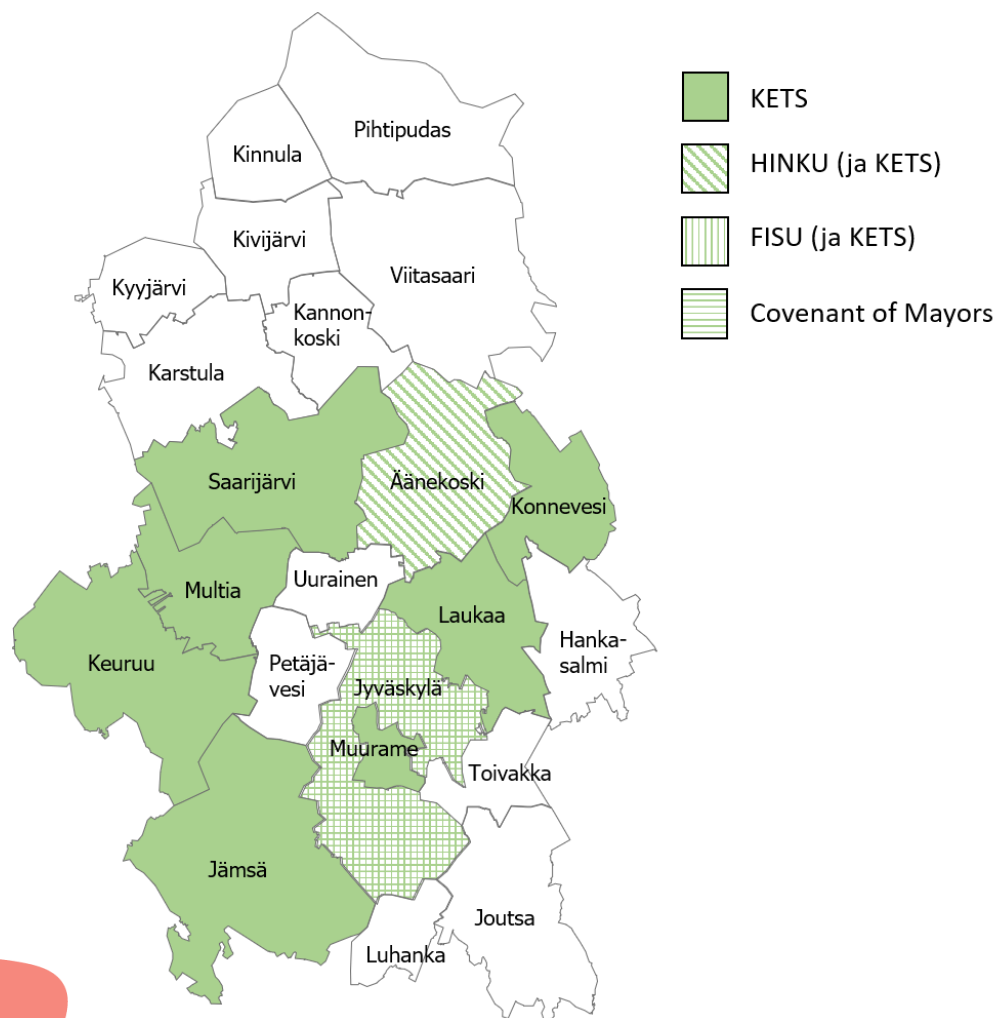 Pihtipudas
Kinnula
Kivijärvi
Viitasaari
Kyyjärvi
Kannon-
koski
Karstula
Saarijärvi
Äänekoski
Konnevesi
Uurainen
Multia
Laukaa
Hanka-
salmi
Keuruu
Petäjä-
vesi
Jyväskylä
Muurame
Toivakka
Jämsä
Joutsa
Luhanka
KETS
HINKU (ja KETS)
FISU (ja KETS)
Covenant of Mayors